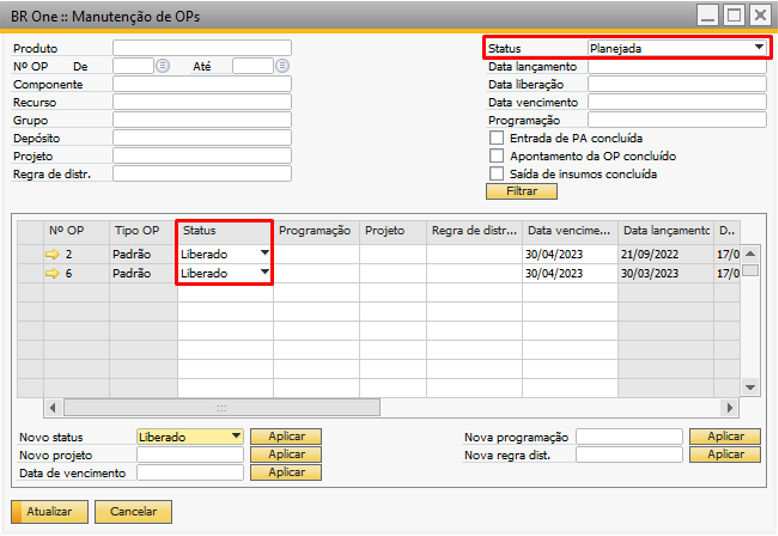 BR One :: Manutenção de OPs
Produto
Status Planejada
Nº OP De Até
Data lançamento
Componente
Data liberação
Recurso
Data vencimento
Grupo
Programação
Depósito
Entrada de PA concluída
Projeto
Apontamento da OP concluído
Regra de distr.
Saída de insumos concluída
Filtrar
Nº OP Tipo OP Status Programação Projeto Regra de distr... Data vencime... Data lançamento D..
2 Padrão Liberado 30/04/2023 21/09/2022 17/0
6 Padrão Liberado 30/04/2023 30/03/2023 17/0
Novo status Liberado Aplicar Nova programação Aplicar
Novo projeto Aplicar Nova regra dist. Aplicar
Data de vencimento Aplicar
Atualizar Cancelar